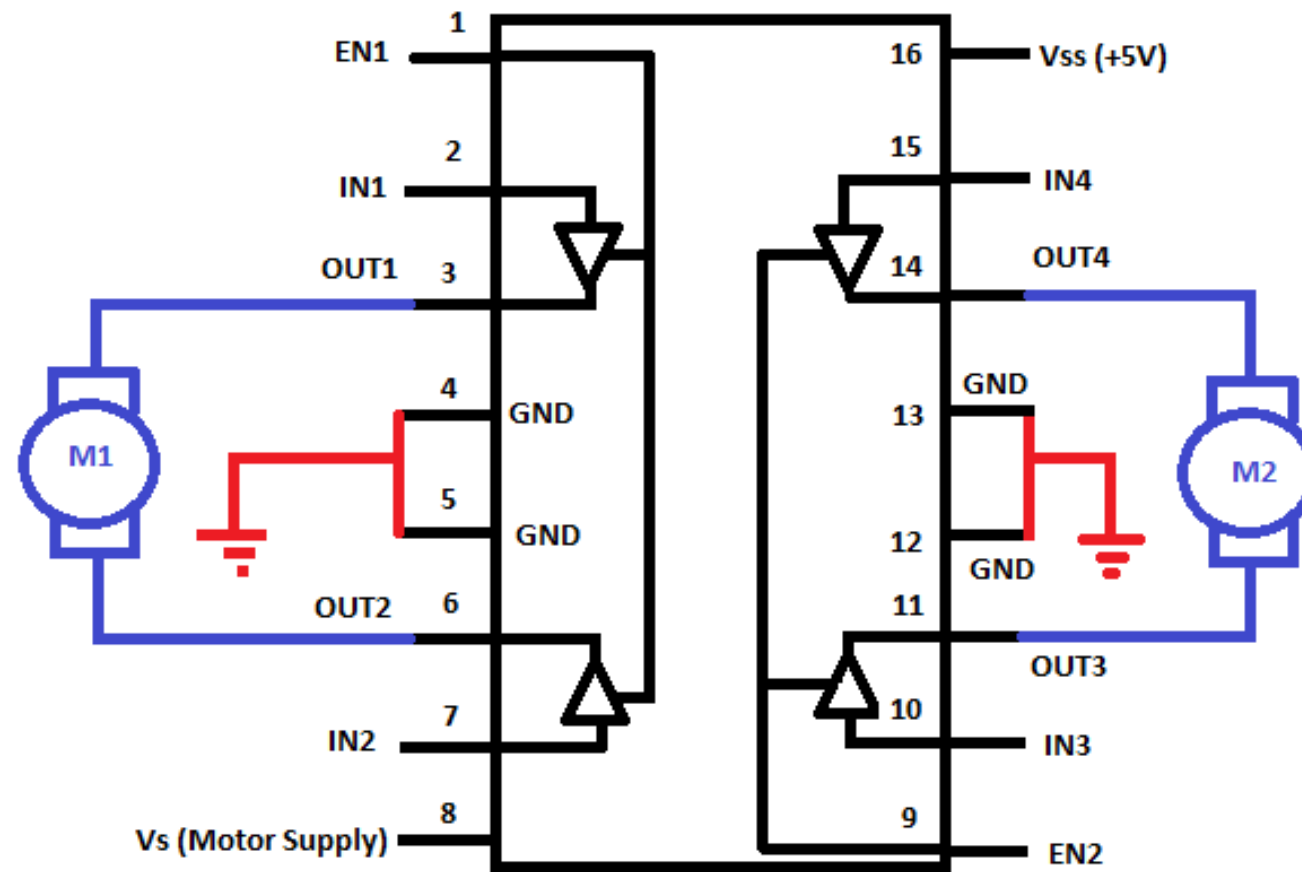 1
EN1
2
IN1
OUT1
3
4
GND
M1
5
GND
OUT2
6
7
IN2
8
Vs (Motor Supply)
16
Vss (+5V)
15
IN4
14
OUT4
GND
13
M2
12
GND
11
OUT3
10
IN3
9
EN2